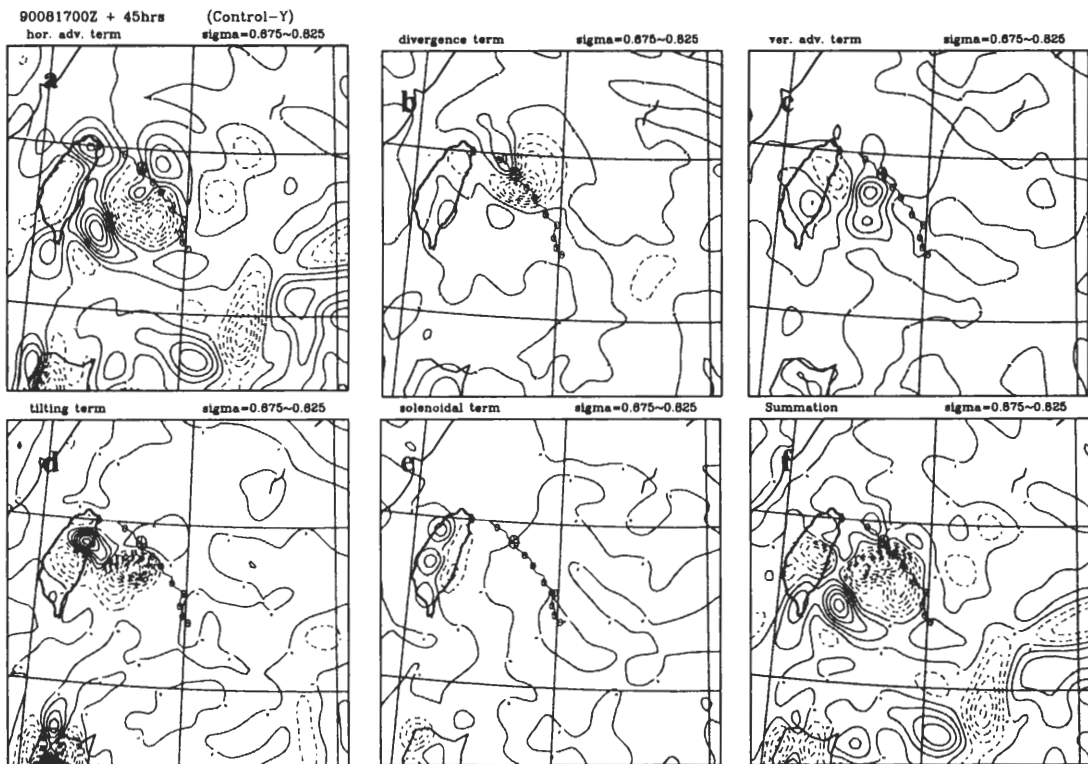 90081700Z + 45hrs (Control-Y)
hor. adv. term sigma=0.675~0.825
divergence term sigma=0.675~0.825
ver. adv. term sigma=0.675~0.825
a
b
c
tilting term sigma=0.675~0.825
solenoidal term sigma=0.675~0.825
Summation sigma=0.675~0.825
d
e
f